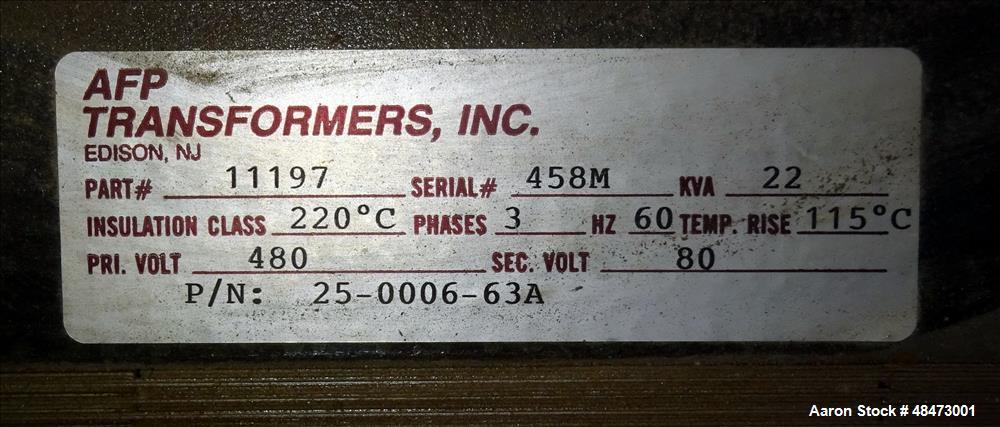 AFP
TRANSFORMERS, INC.
EDISON, NJ
PART# 11197 SERIAL# 458M KVA 22
INSULATION CLASS 220°C PHASES 3 HZ 60 TEMP. RISE 115°C
PRI. VOLT 480 SEC. VOLT 80
P/N: 25-0006-63A
Aaron Stock # 48473001